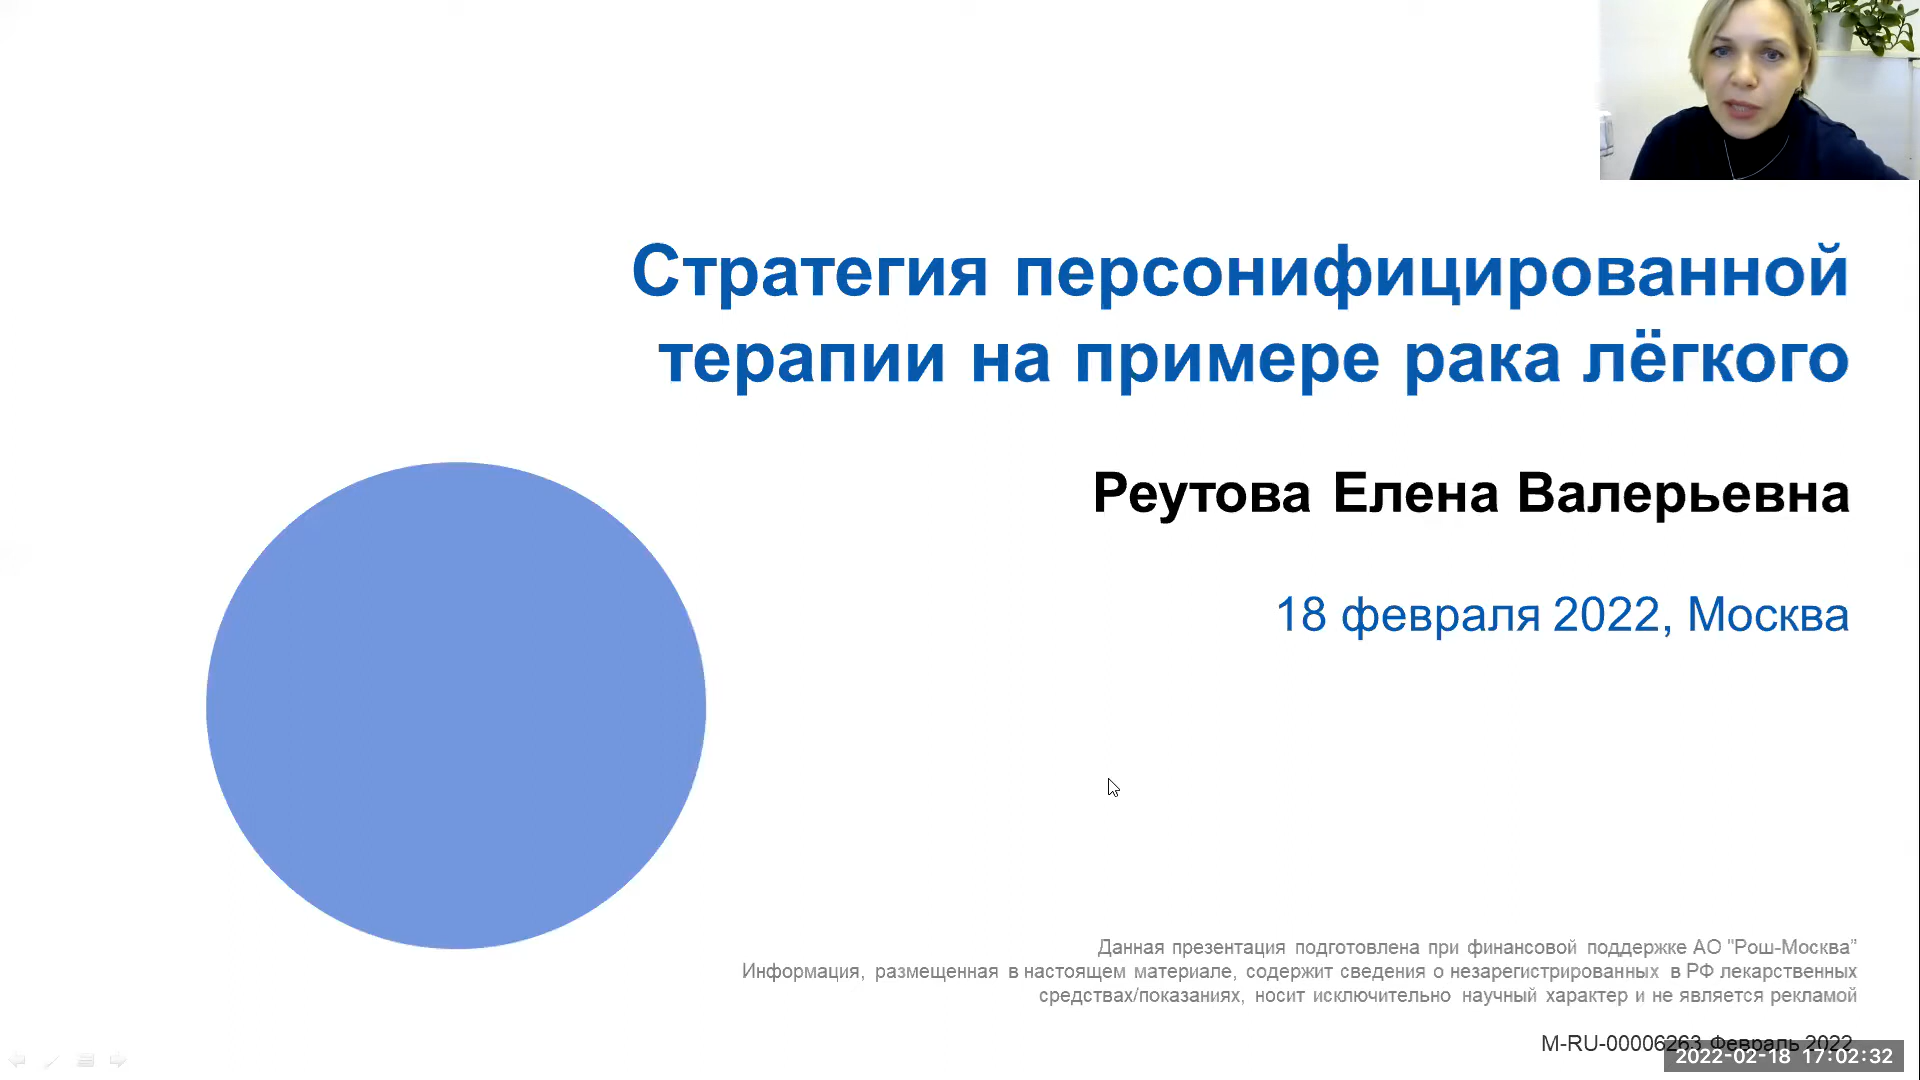 Стратегия персонифицированной
терапии на примере рака лёгкого
Реутова Елена Валерьевна
18 февраля 2022, Москва
Данная презентация подготовлена при финансовой поддержке АО "Рош-Москва”
Информация, размещенная в настоящем материале, содержит сведения о незарегистрированных в РФ лекарственных
средствах/показаниях, носит исключительно научный характер и не является рекламой
M-RU-00006263 Февраль 2022
2022-02-18 17:02:32